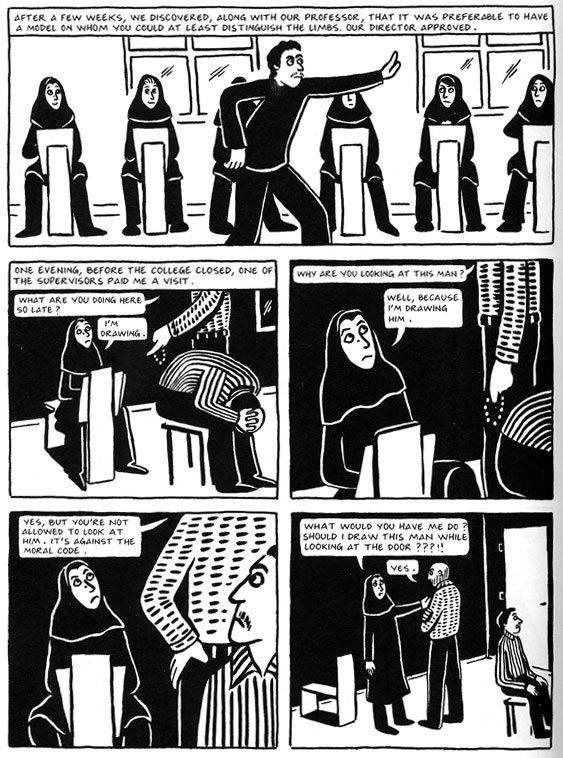 AFTER A FEW WEEKS, WE DISCOVERED, ALONG WITH OUR PROFESSOR, THAT IT WAS PREFERABLE TO HAVE
A MODEL ON WHOM YOU COULD AT LEAST DISTINGUISH THE LIMBS. OUR DIRECTOR APPROVED.
ONE EVENING, BEFORE THE COLLEGE CLOSED, ONE OF
THE SUPERVISORS PAID ME A VISIT.
WHAT ARE YOU DOING HERE
SO LATE?
I'M
DRAWING.
WHY ARE YOU LOOKING AT THIS MAN?
WELL, BECAUSE
I'M DRAWING
HIM.
YES, BUT YOU'RE NOT
ALLOWED TO LOOK AT
HIM. IT'S AGAINST THE
MORAL CODE.
WHAT WOULD YOU HAVE ME DO?
SHOULD I DRAW THIS MAN WHILE
LOOKING AT THE DOOR ???!!
YES.